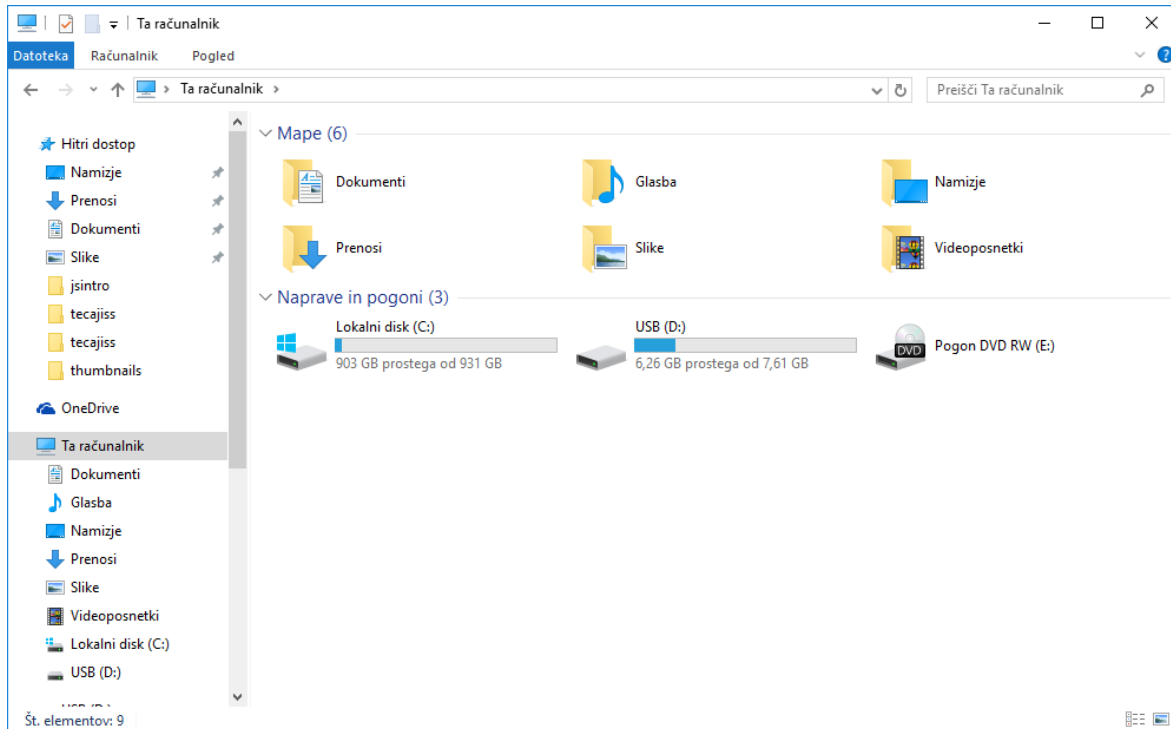 Ta računalnik
Datoteka Računalnik Pogled
Ta računalnik
Preišči Ta računalnik
Hitri dostop
Namizje
Prenosi
Dokumenti
Slike
jsintro
tecajiss
tecajiss
thumbnails
OneDrive
Ta računalnik
Dokumenti
Glasba
Namizje
Prenosi
Slike
Videoposnetki
Lokalni disk (C:)
USB (D:)
Mape (6)
Dokumenti
Glasba
Namizje
Prenosi
Slike
Videoposnetki
Naprave in pogoni (3)
Lokalni disk (C:)
903 GB prostega od 931 GB
USB (D:)
6,26 GB prostega od 7,61 GB
DVD
Pogon DVD RW (E:)
Št. elementov: 9